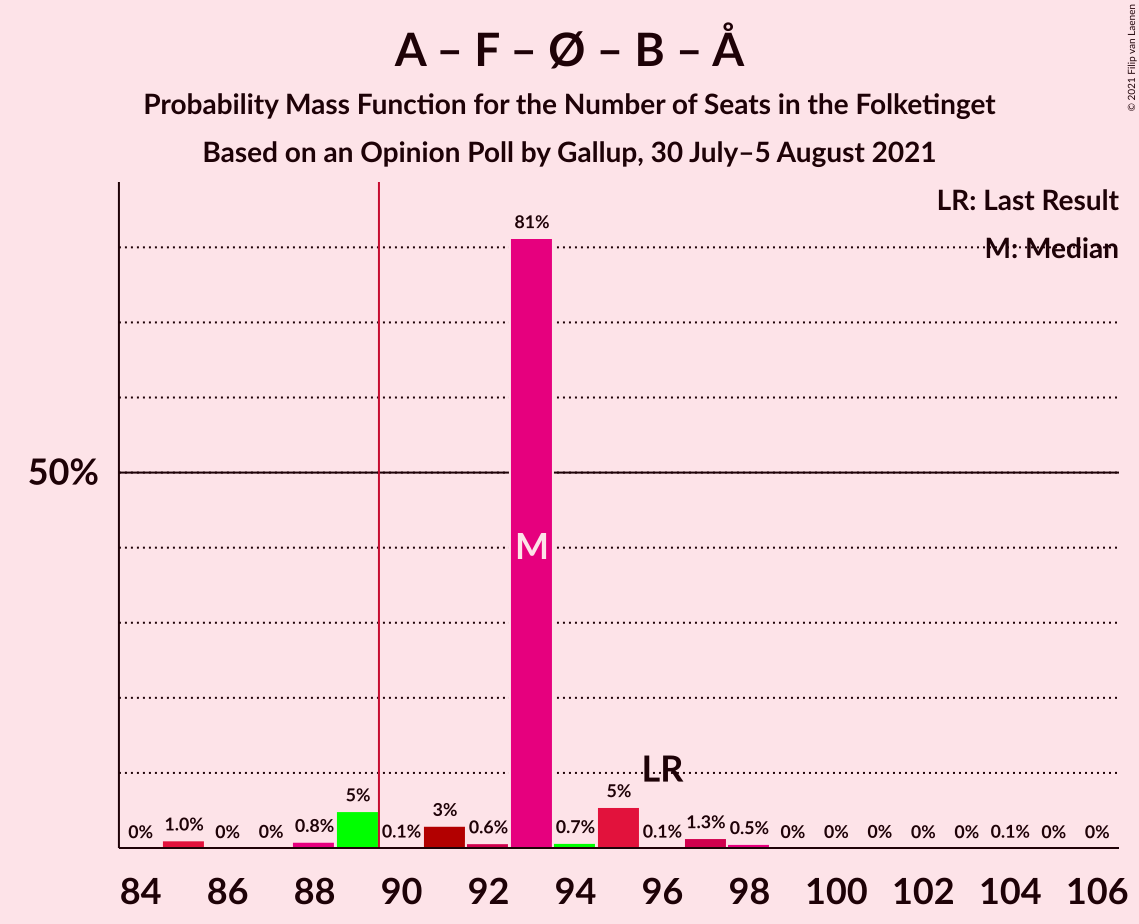 A – F – Ø – B – Å
Probability Mass Function for the Number of Seats in the Folketinget
Based on an Opinion Poll by Gallup, 30 July–5 August 2021
© 2021 Filip van Laenen
LR: Last Result
M: Median
50%
0% 1.0% 0% 0% 0.8% 5% 0.1% 3% 0.6% 81% 0.7% 5% 0.1% 1.3% 0.5% 0% 0% 0% 0% 0% 0.1% 0% 0%
M
LR
84 86 88 90 92 94 96 98 100 102 104 106